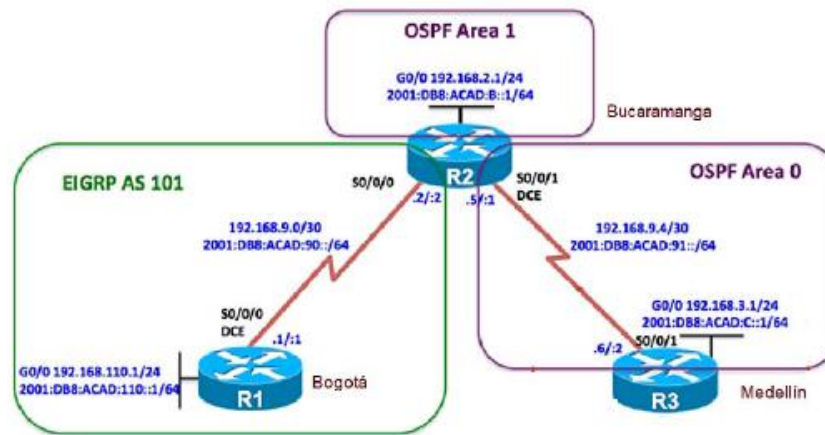 OSPF Area 1
G0/0 192.168.2.1/24
2001:DB8:ACAD:B::1/64
Bucaramanga
EIGRP AS 101
OSPF Area 0
S0/0/0
R2
S0/0/1
DCE
.2/:2
.5/:1
192.168.9.0/30
2001:DB8:ACAD:90::/64
192.168.9.4/30
2001:DB8:ACAD:91::/64
S0/0/0
DCE
G0/0 192.168.3.1/24
2001:DB8:ACAD:C::1/64
.1/:1
.6/:2
S0/0/1
G0/0 192.168.110.1/24
2001:DB8:ACAD:110::1/64
R1
Bogotá
R3
Medellín